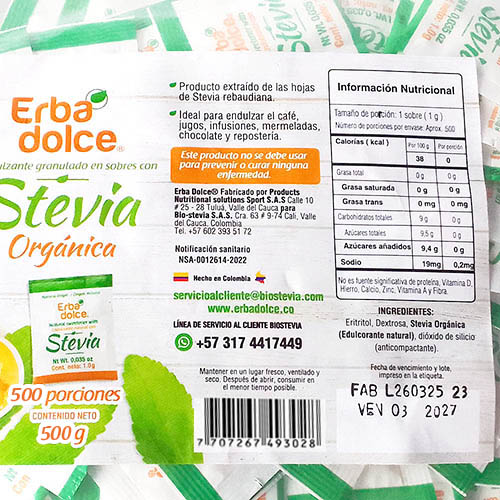 Erba
dolce®
ulzante granulado en sobres con
Stevia
Orgánica
Erba
dolce
Stevia
Nt Wt. 0,035 oz
Cont. neto: 1.0g
500 porciones
CONTENIDO NETO
500 g
• Producto extraído de las hojas
de Stevia rebaudiana.
• Ideal para endulzar el café,
jugos, infusiones, mermeladas,
chocolate y repostería.
Este producto no se debe usar
para prevenir o curar ninguna
enfermedad.
Erba Dolce® Fabricado por Products
Nutritional solutions Sport S.A.S Calle 10
# 25 - 28 Tuluá, Valle del Cauca para
Bio-stevia S.A.S. Cra. 63 # 9-74 Cali, Valle
del Cauca, Colombia
Tel. +57 602 393 51 72
Notificación sanitario
NSA-0012614-2022
Hecho en Colombia
servicioalcliente@biostevia.com
www.erbadolce.co
LÍNEA DE SERVICIO AL CLIENTE BIOSTEVIA
+57 317 4417449
Mantener en un lugar fresco, ventilado y
seco. Después de abrir, consumir en
el menor tiempo posible.
7 707267 493028
Información Nutricional
Tamaño de porción: 1 sobre ( 1 g )
Número de porciones por envase: Aprox. 500
Calorías ( kcal ) Por 100 g Por porción
38 0
Grasa total 0 g 0 g
Grasa saturada 0 g 0 g
Grasa trans 0 mg 0 mg
Carbohidratos totales 9 g 0 g
Azúcares totales 9,5 g 0 g
Azúcares añadidos 9,4 g 0 g
Sodio 19mg 0,2mg
No es fuente significativa de proteína, Vitamina D,
Hierro, Calcio, Zinc, Vitamina A y Fibra.
INGREDIENTES:
Eritritol, Dextrosa, Stevia Orgánica
(Edulcorante natural), dióxido de silicio
(anticompactante).
Fecha de vencimiento y lote,
impreso en la etiqueta.
FAB L260325 23
VEN 03 2027